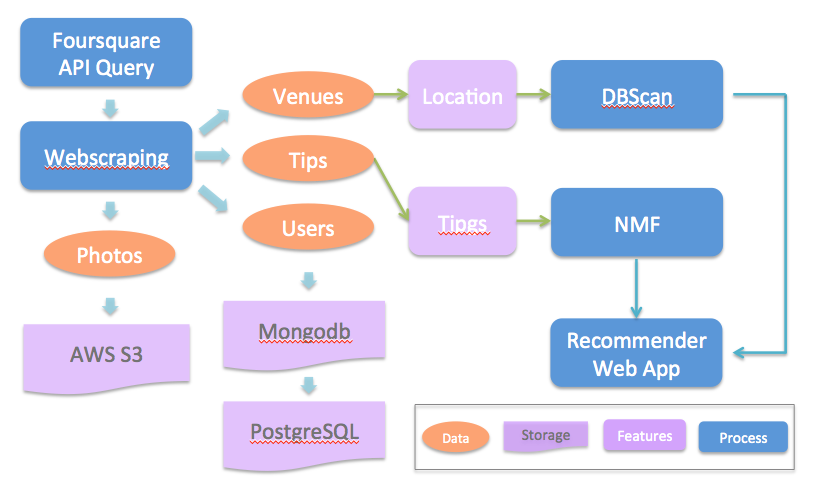 Foursquare
API Query
Venues
Location
DBScan
Webscraping
Tips
Users
Tipgs
NMF
Photos
Mongodb
AWS S3
Recommender
Web App
PostgreSQL
Data
Storage
Features
Process